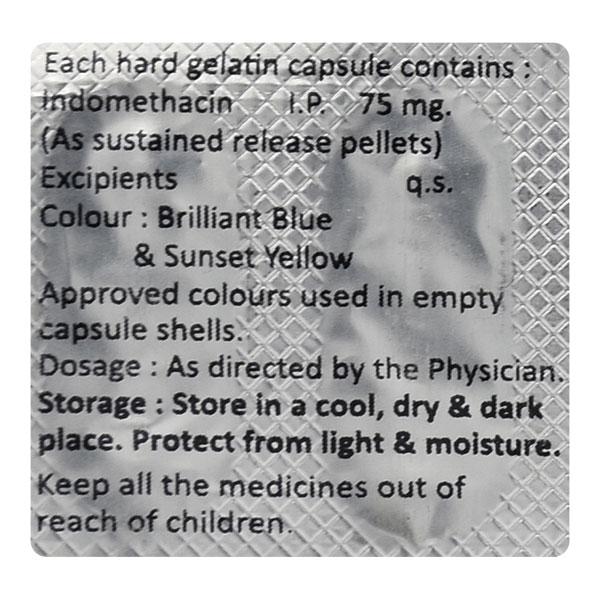 Each hard gelatin capsule contains :
Indomethacin I.P. 75 mg.
(As sustained release pellets)
Excipients q.s.
Colour : Brilliant Blue
& Sunset Yellow
Approved colours used in empty
capsule shells.
Dosage : As directed by the Physician.
Storage : Store in a cool, dry & dark
place. Protect from light & moisture.
Keep all the medicines out of
reach of children.